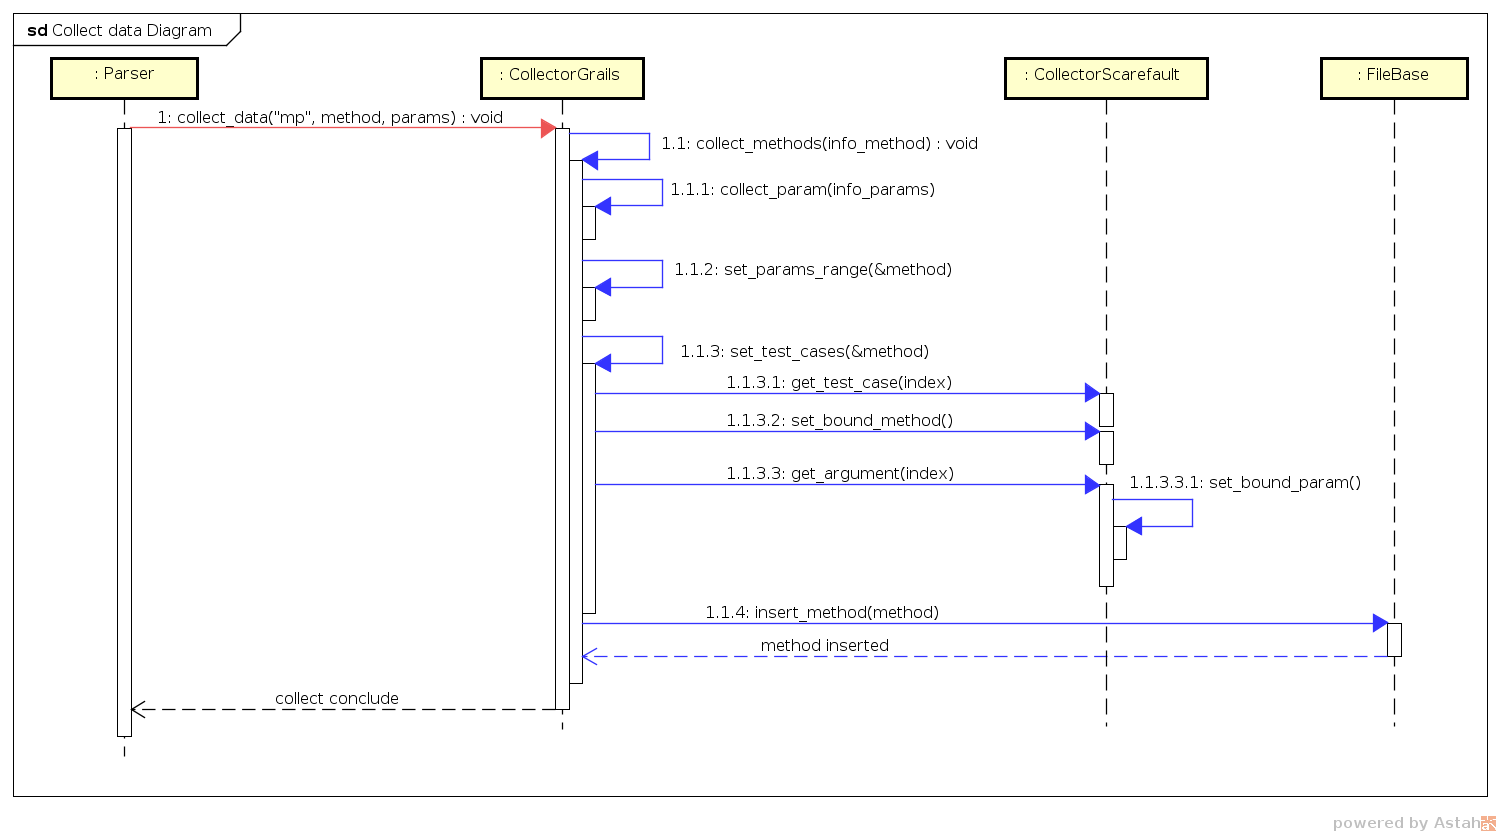 sd Collect data Diagram
: Parser
: CollectorGrails
: CollectorScarefault
: FileBase
1: collect_data("mp", method, params) : void
1.1: collect_methods(info_method) : void
1.1.1: collect_param(info_params)
1.1.2: set_params_range(&method)
1.1.3: set_test_cases(&method)
1.1.3.1: get_test_case(index)
1.1.3.2: set_bound_method()
1.1.3.3: get_argument(index)
1.1.3.3.1: set_bound_param()
1.1.4: insert_method(method)
method inserted
collect conclude
powered by Astah